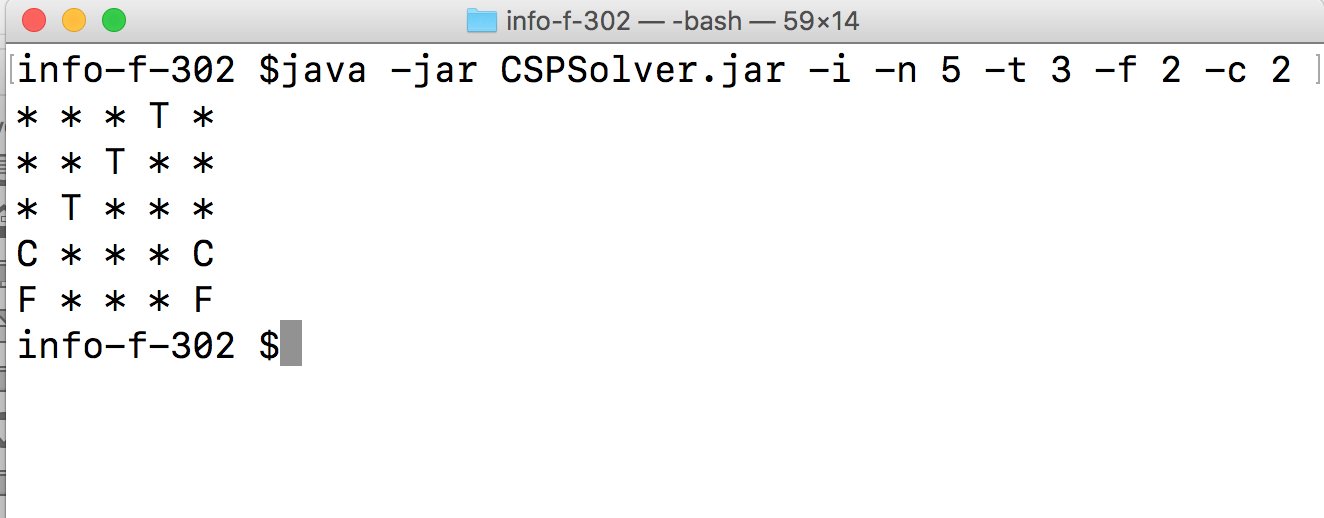 info-f-302 — -bash — 59×14
[info-f-302 $java -jar CSPSolver.jar -i -n 5 -t 3 -f 2 -c 2 ]
* * * T *
* * T * *
* T * * *
C * * * C
F * * * F
info-f-302 $